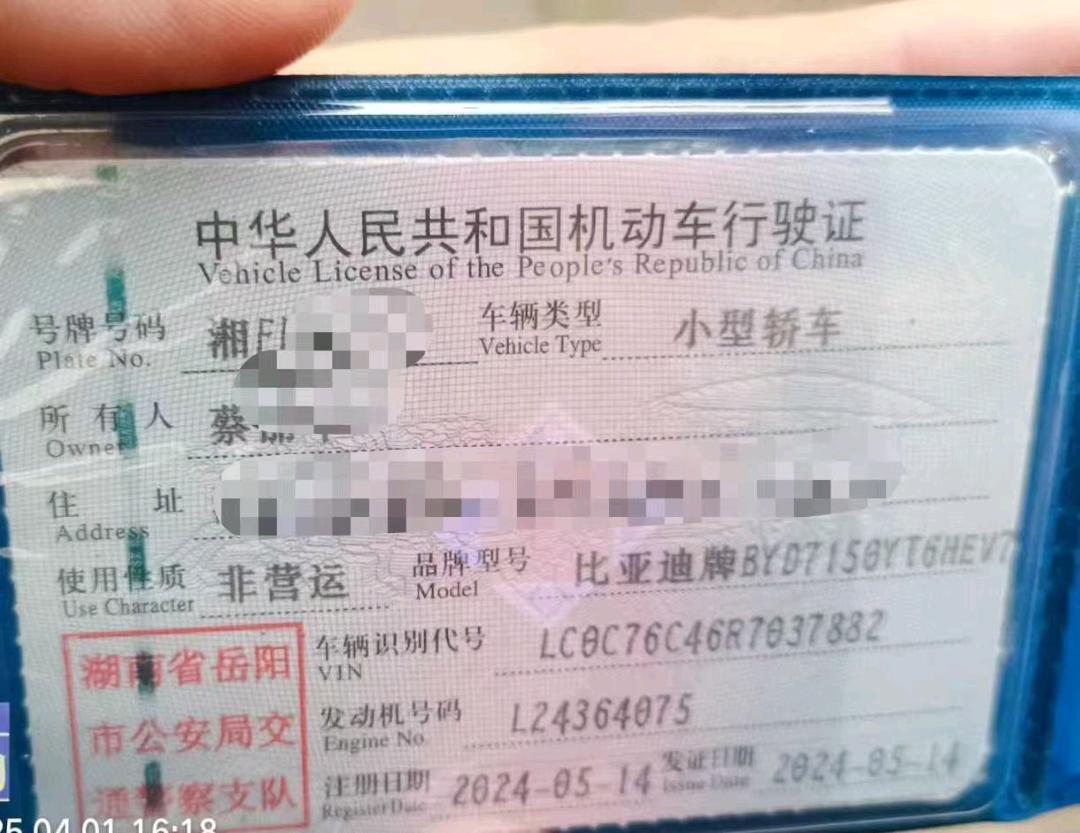 中华人民共和国机动车行驶证
Vehicle License of the People's Republic of China
号牌号码 湘F 车辆类型 小型轿车
Plate No. Vehicle Type
所有人 蔡
Owner
住址
Address
使用性质 非营运 品牌型号 比亚迪牌BYD7150YT6HEV7
Use Character Model
湖南省岳阳
市公安局交
通警察支队
车辆识别代号 LC0C76C46R7037882
VIN
发动机号码 L24364075
Engine No.
注册日期 2024-05-14 发证日期 2024-05-14
Register Date Issue Date
25.04.01 16:18